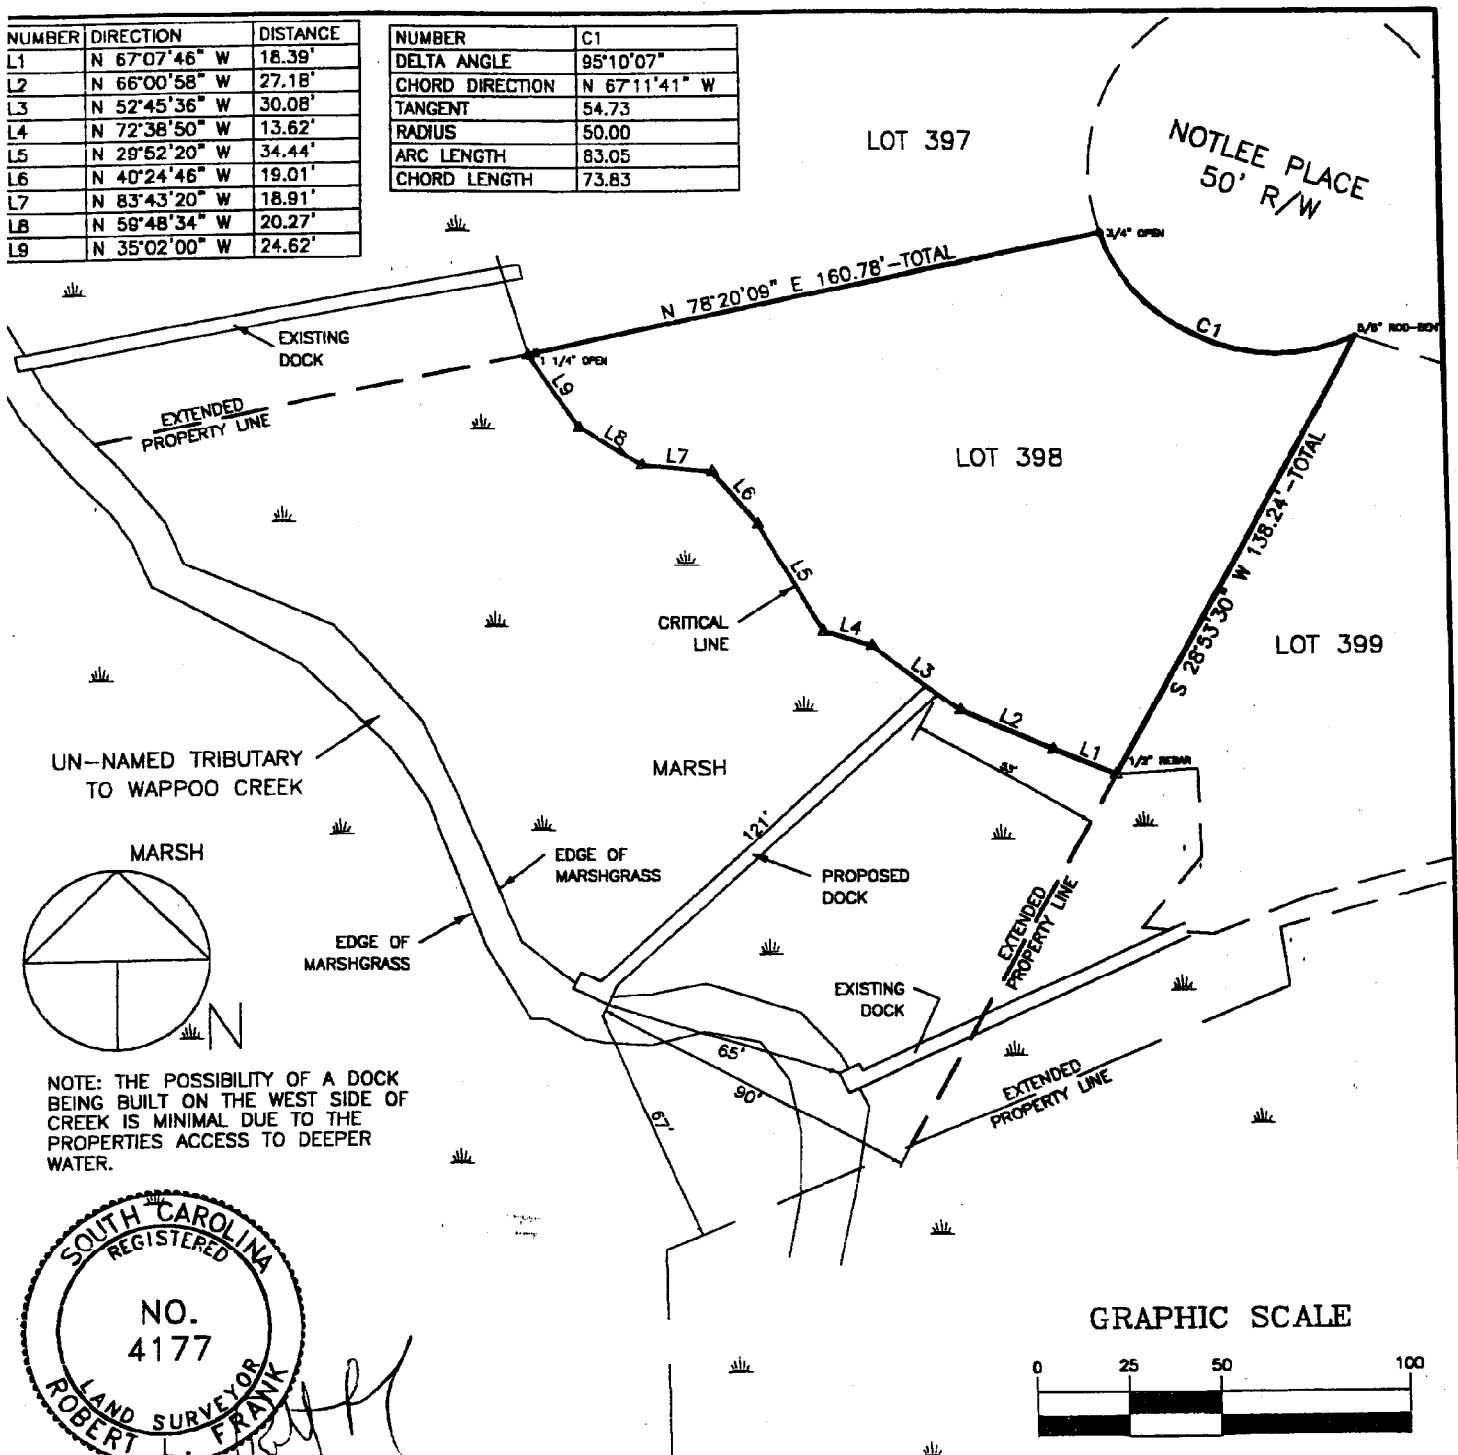 NUMBER DIRECTION DISTANCE
L1 N 67°07'46" W 18.39'
L2 N 66°00'58" W 27.18'
L3 N 52°45'36" W 30.08'
L4 N 72°38'50" W 13.62'
L5 N 29°52'20" W 34.44'
L6 N 40°24'46" W 19.01'
L7 N 83°43'20" W 18.91'
L8 N 59°48'34" W 20.27'
L9 N 35°02'00" W 24.62'
NUMBER C1
DELTA ANGLE 95°10'07"
CHORD DIRECTION N 67°11'41" W
TANGENT 54.73
RADIUS 50.00
ARC LENGTH 83.05
CHORD LENGTH 73.83
LOT 397
NOTLEE PLACE
50' R/W
3/4" OPEN
N 78°20'09" E 160.78'-TOTAL
C1
5/8" ROD-BENT
EXISTING
DOCK
1 1/4" OPEN
EXTENDED
PROPERTY LINE
L9
L8
L7
L6
L5
L4
L3
L2
L1
LOT 398
S 28°53'30" W 138.24'-TOTAL
LOT 399
CRITICAL
LINE
UN-NAMED TRIBUTARY
TO WAPPOO CREEK
MARSH
1/2" REBAR
121'
MARSH
EDGE OF
MARSHGRASS
PROPOSED
DOCK
EDGE OF
MARSHGRASS
EXTENDED
PROPERTY LINE
EXISTING
DOCK
N
65'
90'
67'
EXTENDED
PROPERTY LINE
NOTE: THE POSSIBILITY OF A DOCK
BEING BUILT ON THE WEST SIDE OF
CREEK IS MINIMAL DUE TO THE
PROPERTIES ACCESS TO DEEPER
WATER.
SOUTH CAROLINA
REGISTERED
NO.
4177
LAND SURVEYOR
ROBERT FRANK
GRAPHIC SCALE
0 25 50 100